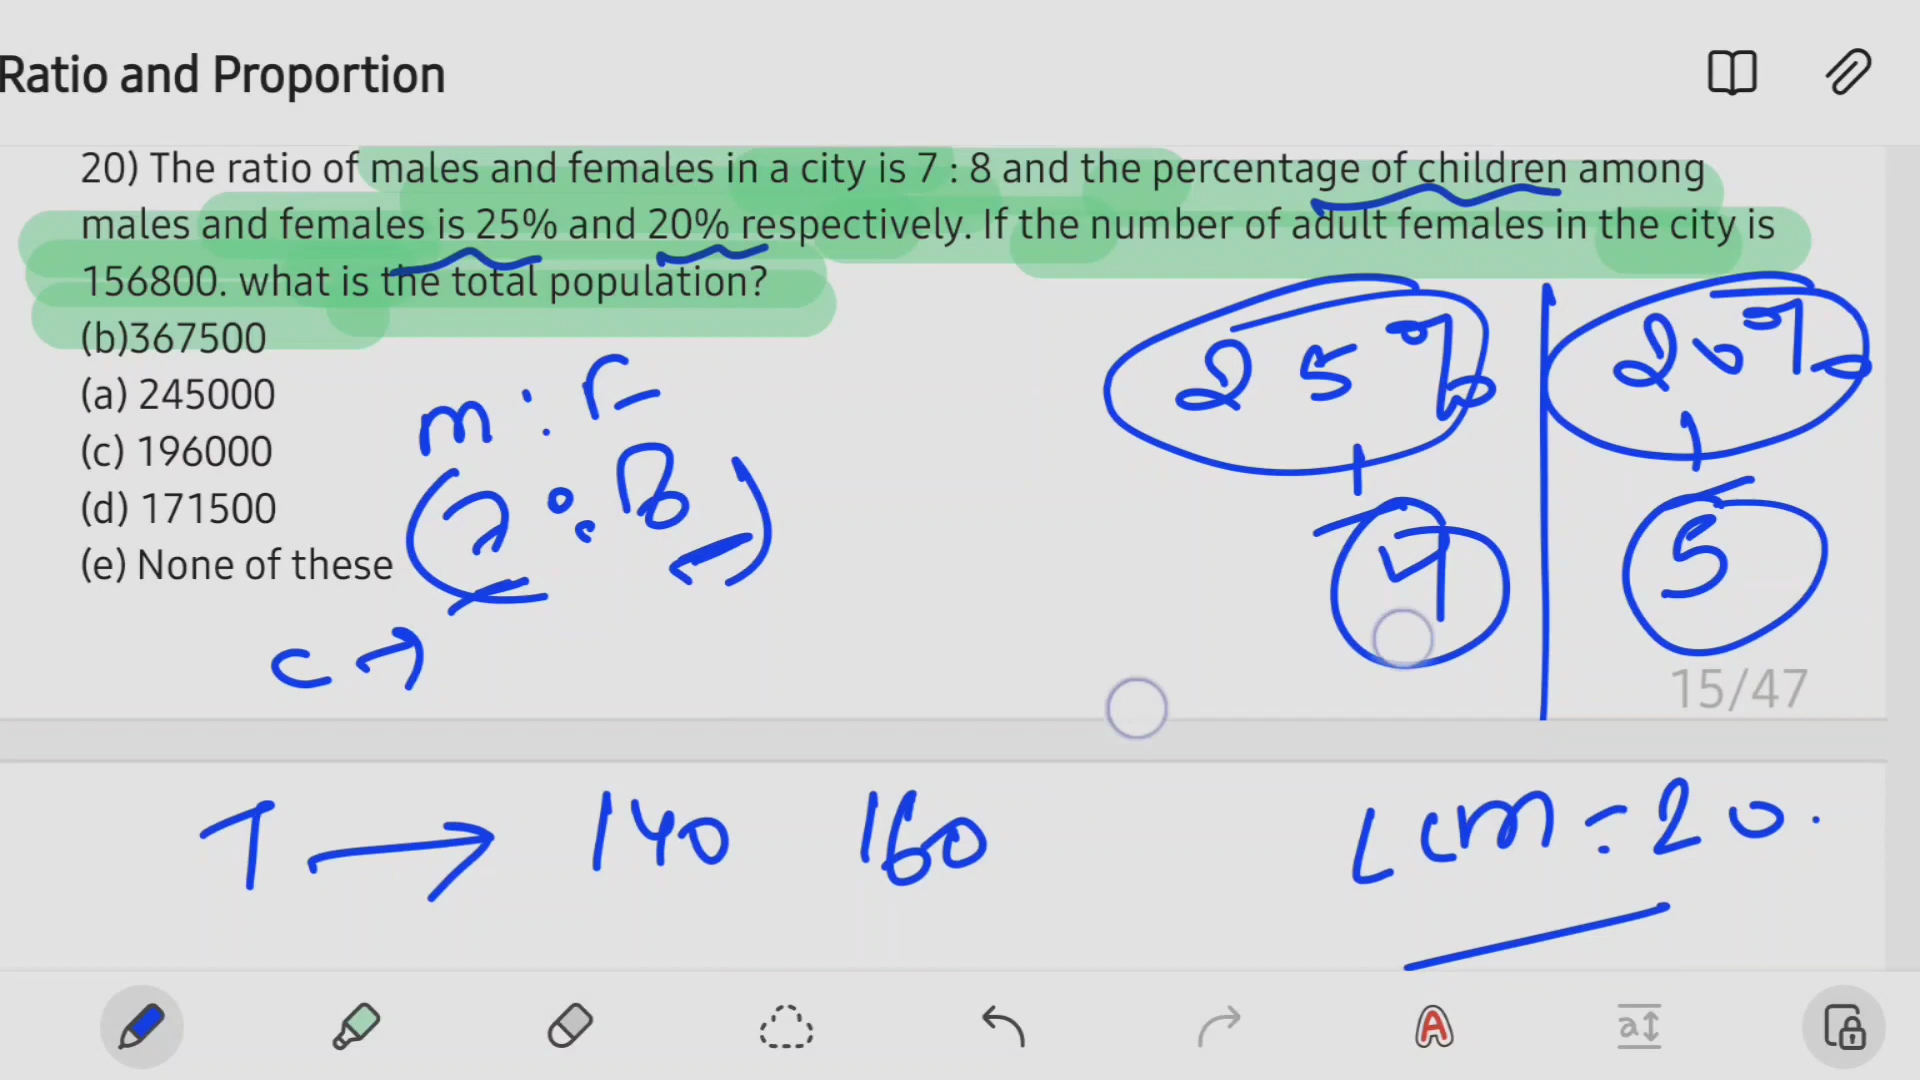 Ratio and Proportion
20) The ratio of males and females in a city is 7 : 8 and the percentage of children among
males and females is 25% and 20% respectively. If the number of adult females in the city is
156800. what is the total population?
(b)367500
(a) 245000
(c) 196000
(d) 171500
(e) None of these
m : F
7 : 8
25% 20%
4 5
C →
15/47
T → 140 160
Lcm = 20.
A
a